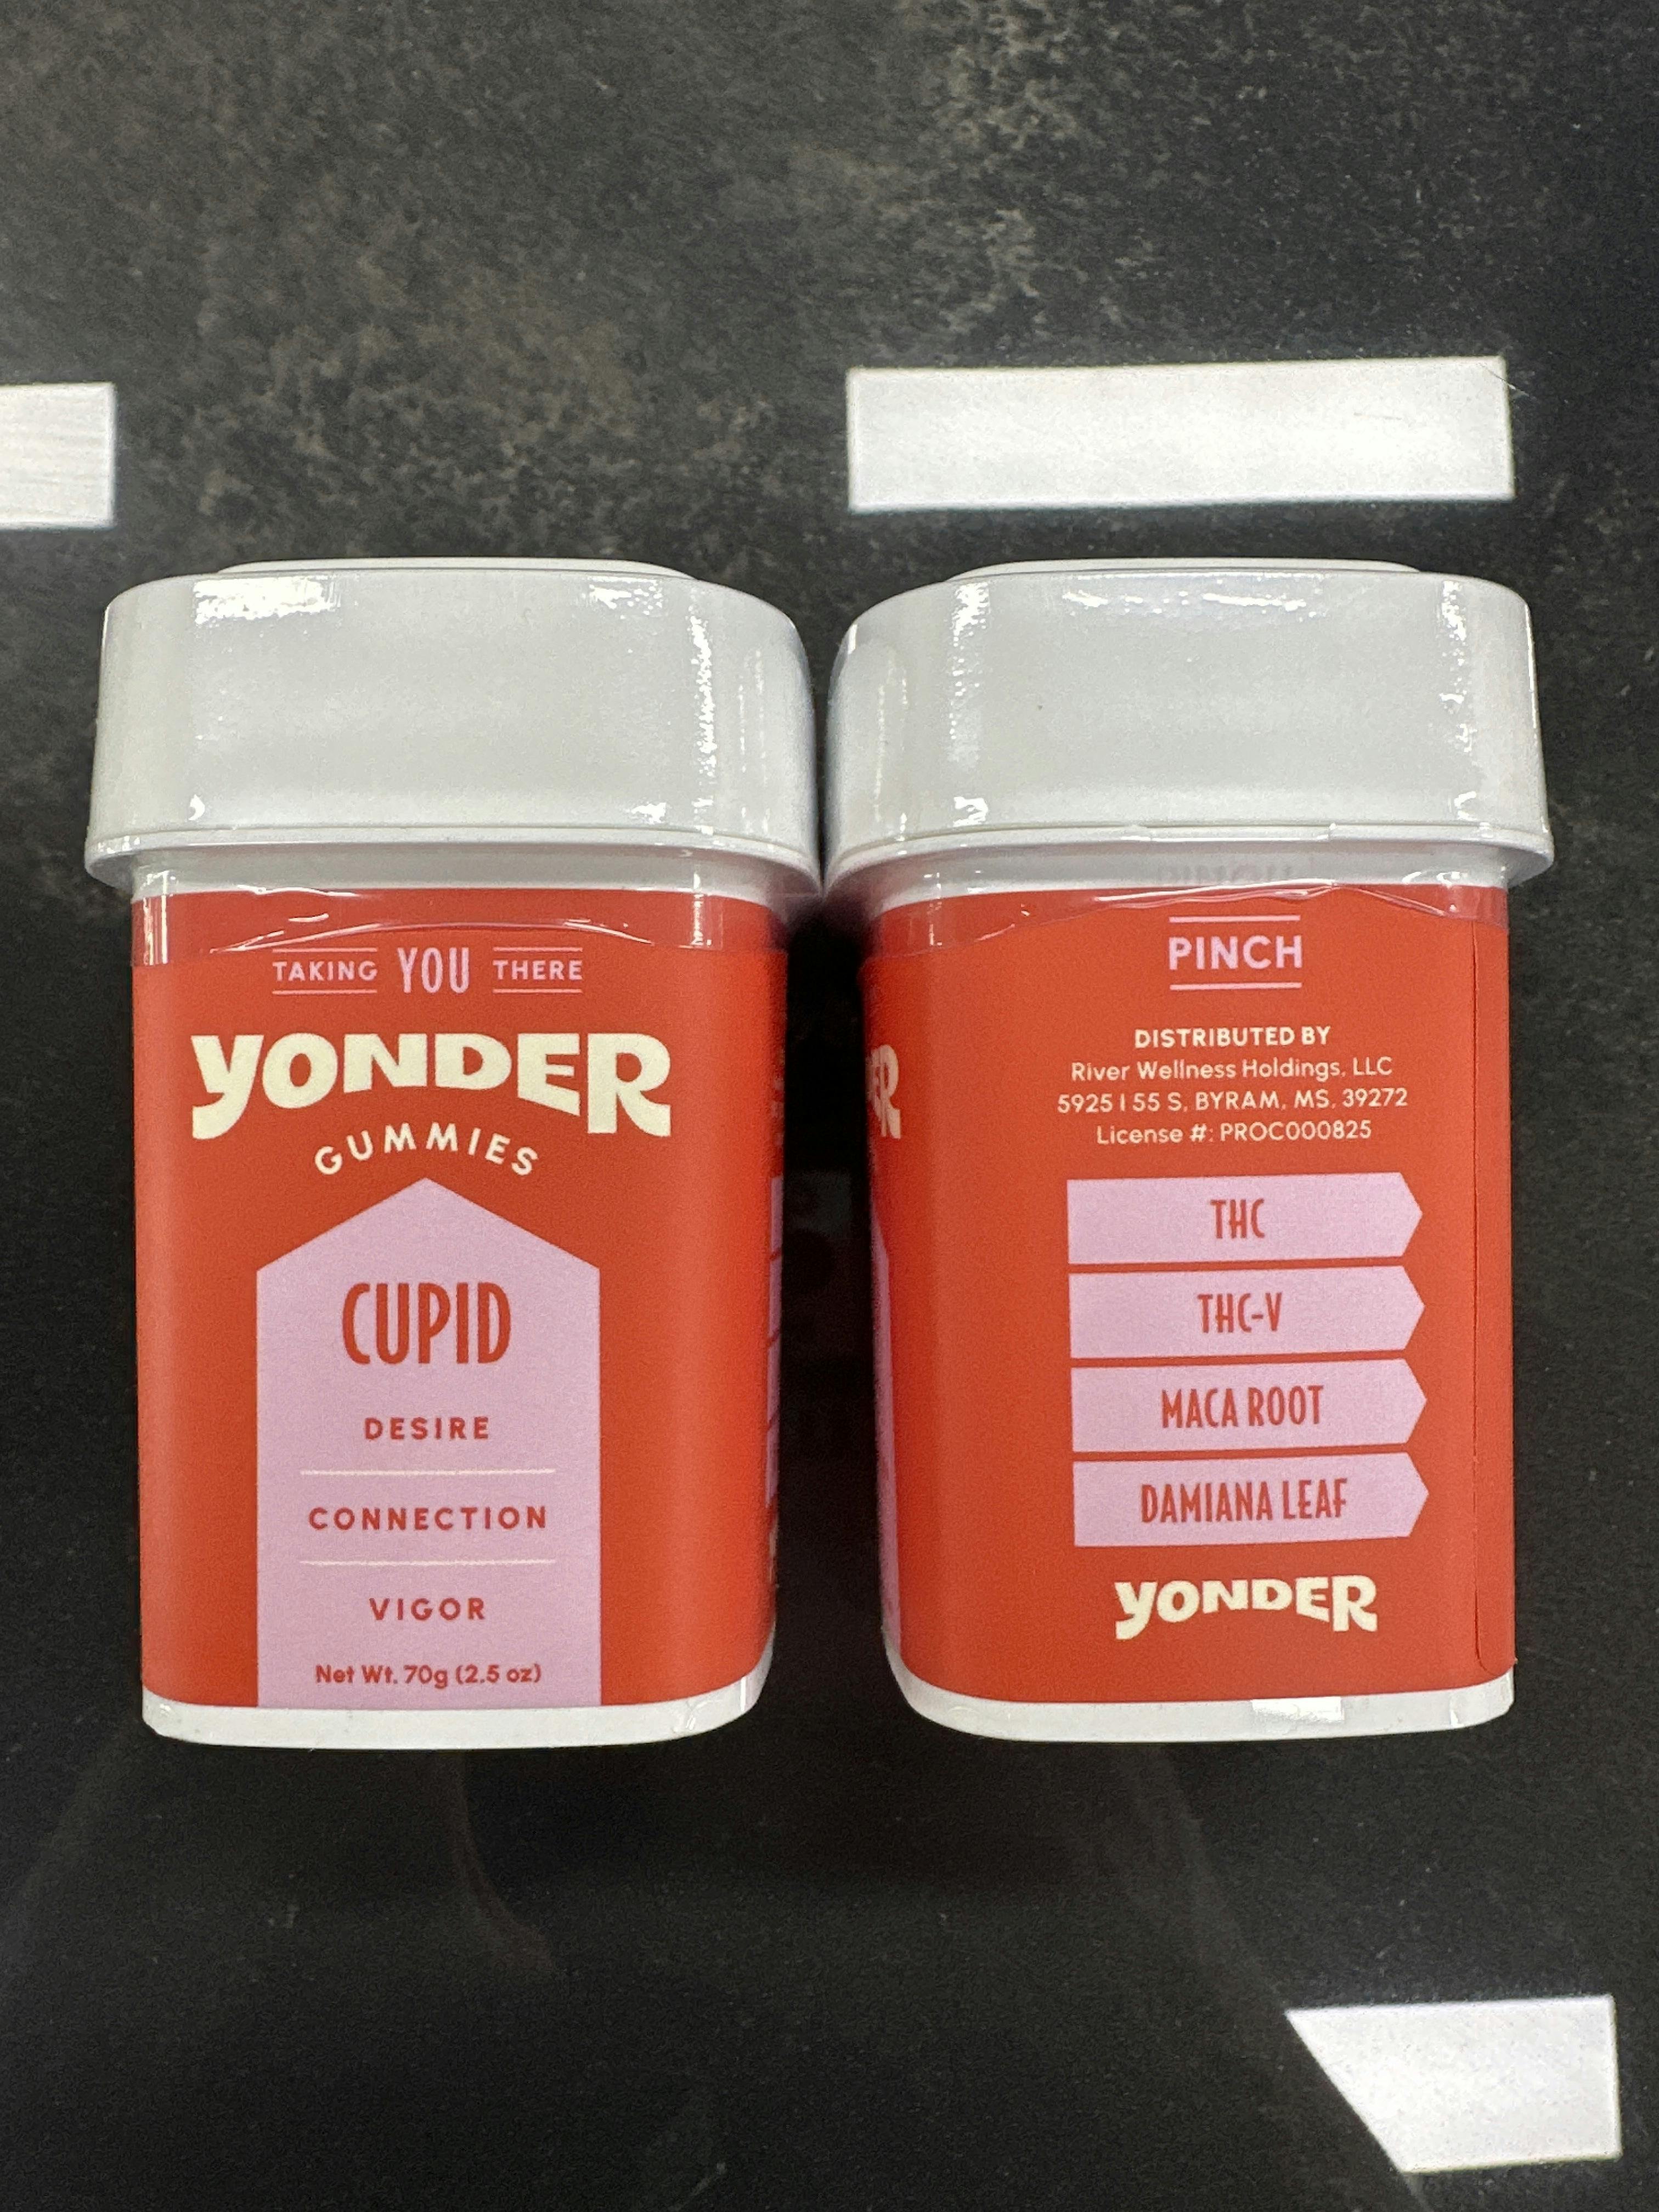 TAKING YOU THERE
YONDER
GUMMIES
CUPID
DESIRE
CONNECTION
VIGOR
Net Wt. 70g (2.5 oz)
ER
PINCH
DISTRIBUTED BY
River Wellness Holdings, LLC
5925 I 55 S, BYRAM, MS, 39272
License #: PROC000825
THC
THC-V
MACA ROOT
DAMIANA LEAF
YONDER